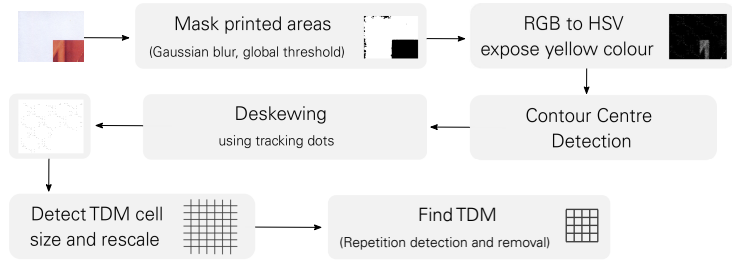 Mask printed areas
(Gaussian blur, global threshold)
RGB to HSV
expose yellow colour
Contour Centre
Detection
Deskewing
using tracking dots
Detect TDM cell
size and rescale
Find TDM
(Repetition detection and removal)